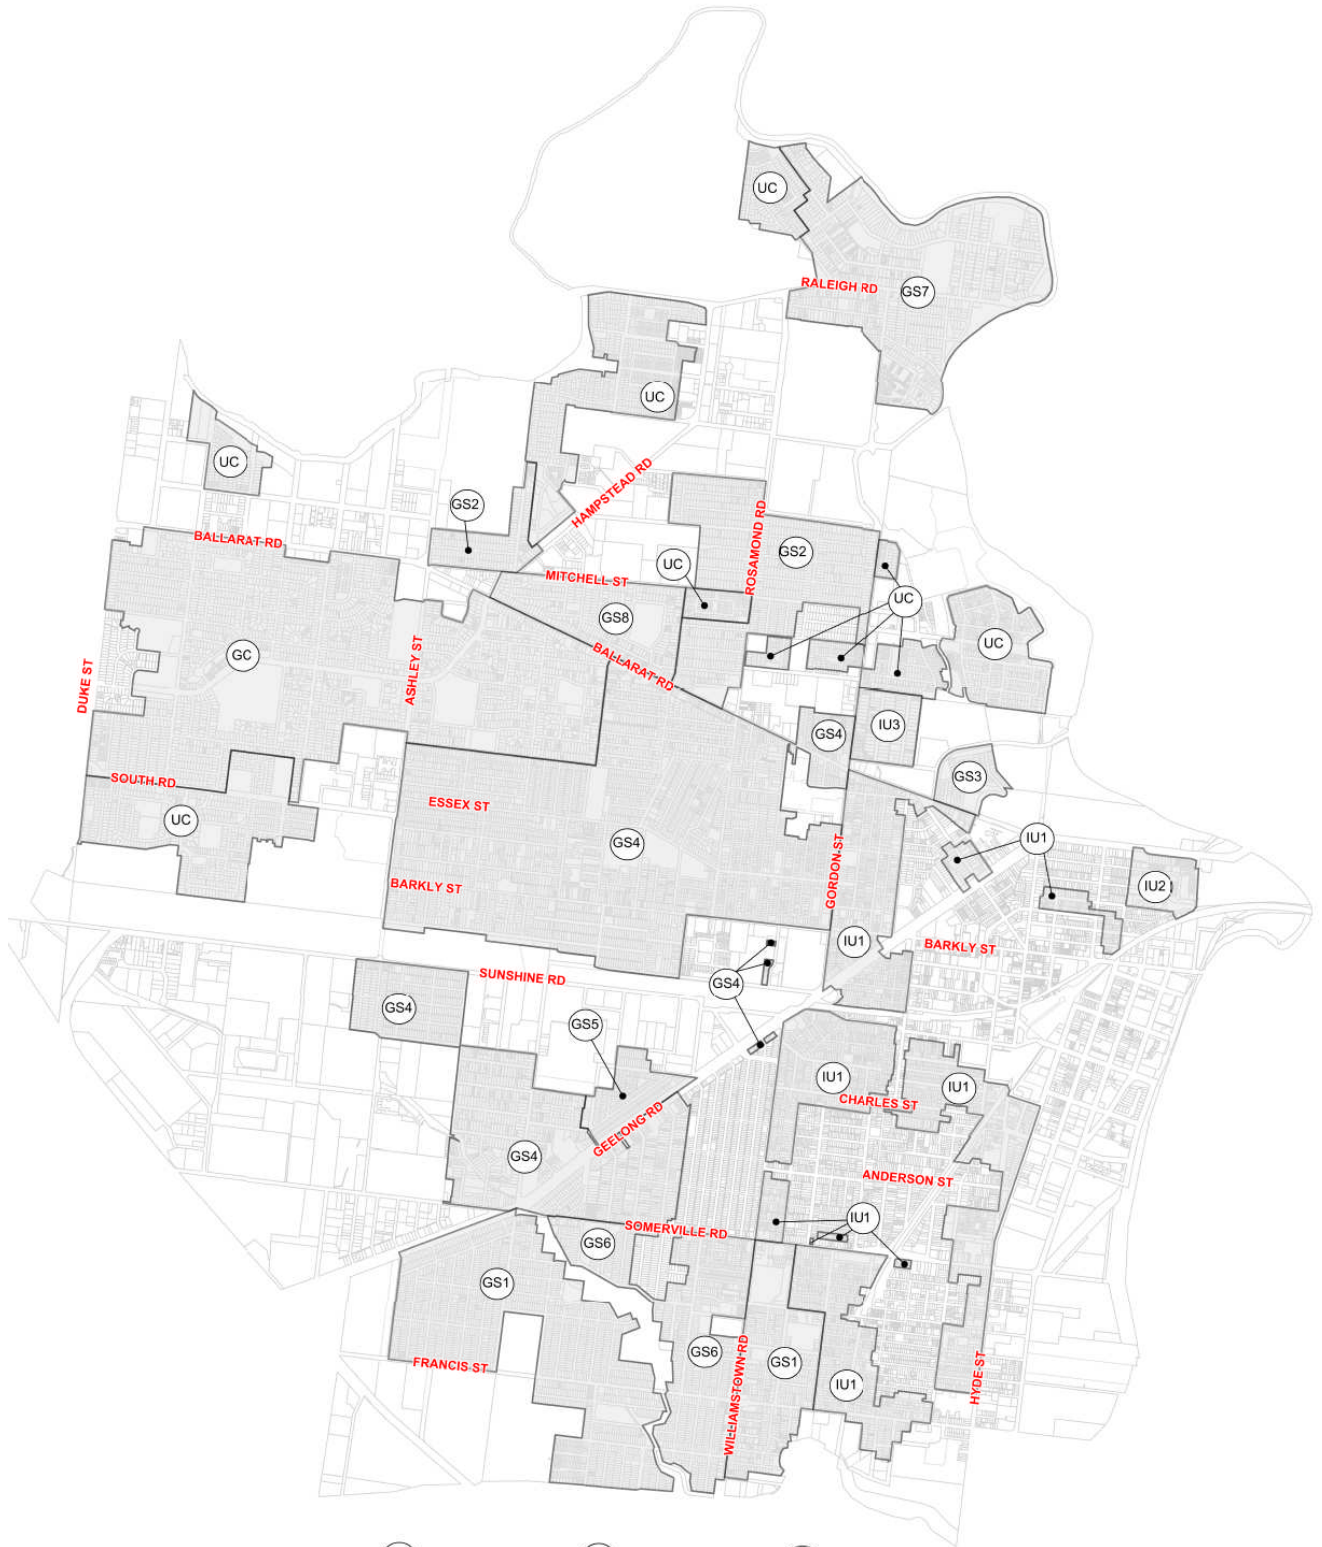 UC
RALEIGH RD
GS7
UC
UC
HAMPSTEAD RD
GS2
ROSAMOND RD
BALLARAT RD
GS2
UC
MITCHELL ST
UC
GS8
UC
GC
BALLARAT RD
ASHLEY ST
DUKE ST
IU3
GS4
GS3
SOUTH RD
ESSEX ST
UC
IU1
GS4
GORDON ST
BARKLY ST
IU2
IU1
BARKLY ST
SUNSHINE RD
GS4
GS4
GS5
IU1
IU1
CHARLES ST
GEELONG RD
GS4
ANDERSON ST
IU1
SOMERVILLE RD
GS6
GS1
GS6
GS1
WILLIAMSTOWN RD
FRANCIS ST
IU1
HYDE ST